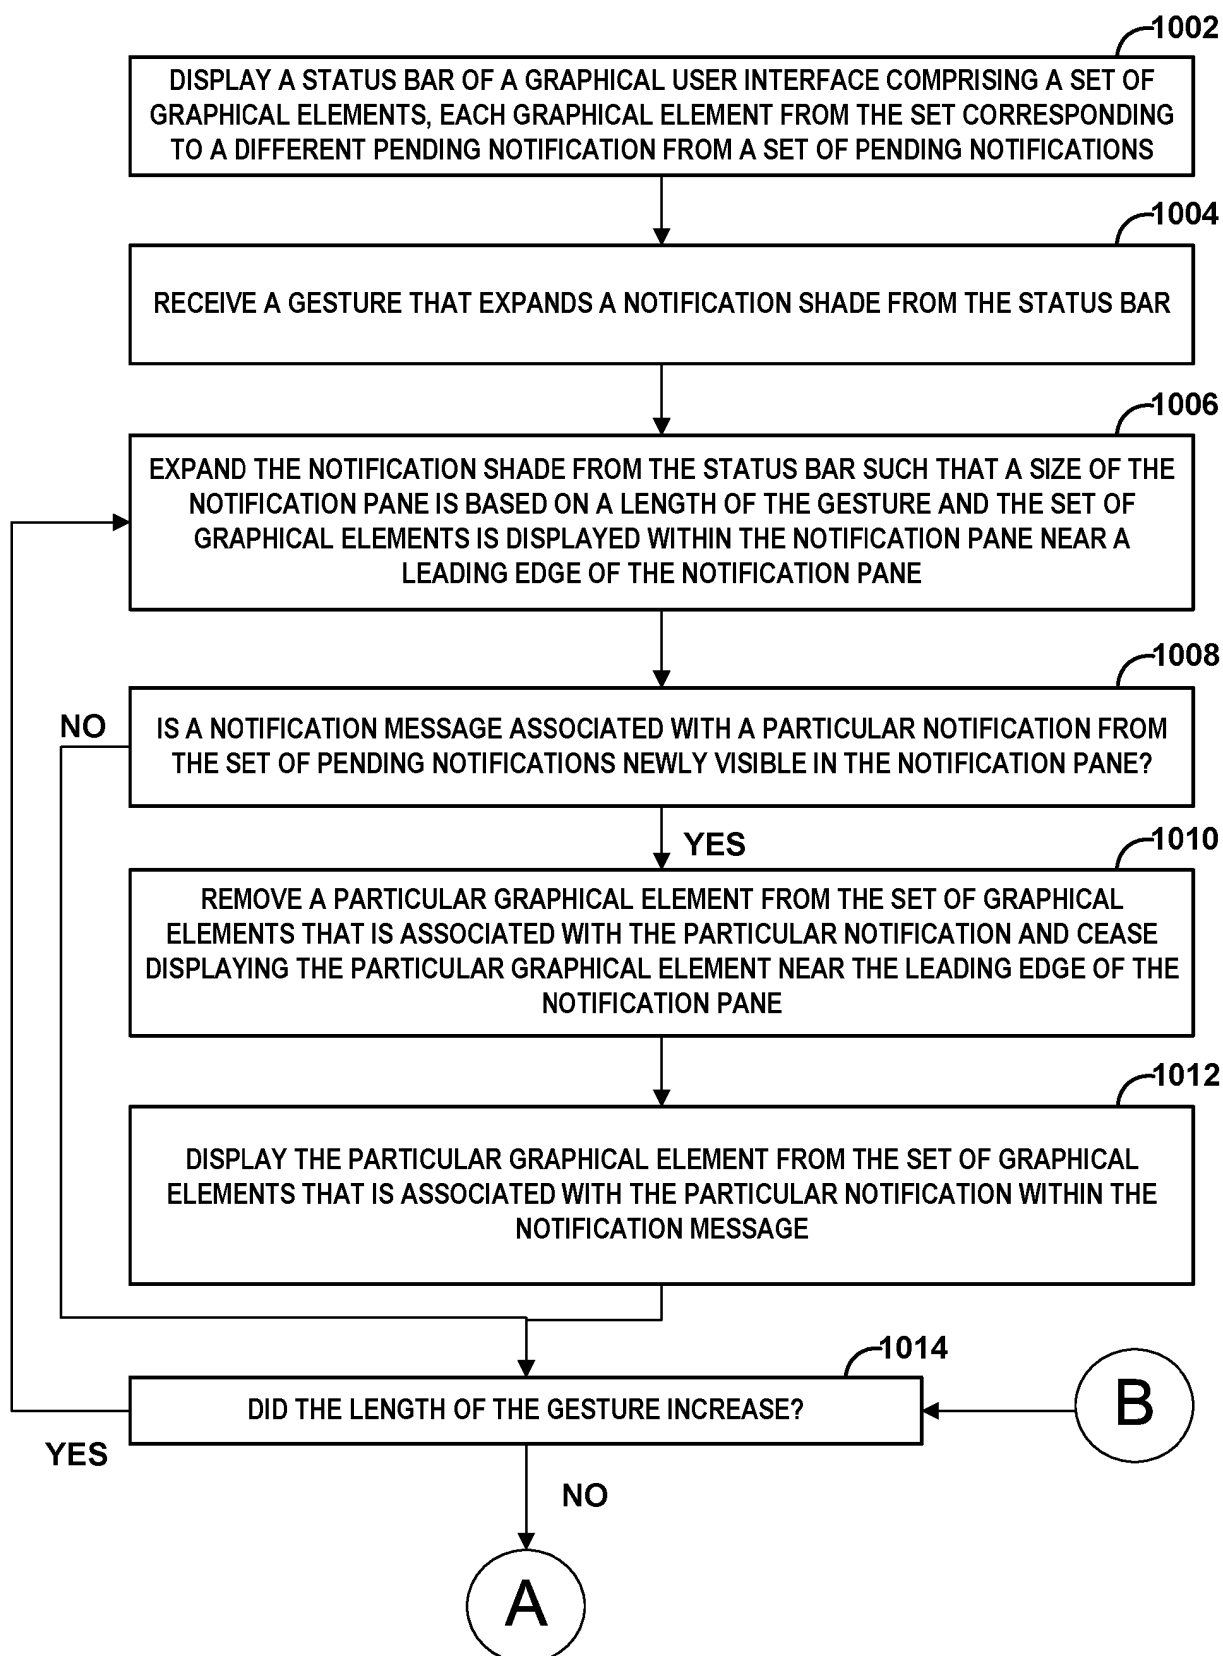 1002
DISPLAY A STATUS BAR OF A GRAPHICAL USER INTERFACE COMPRISING A SET OF
GRAPHICAL ELEMENTS, EACH GRAPHICAL ELEMENT FROM THE SET CORRESPONDING
TO A DIFFERENT PENDING NOTIFICATION FROM A SET OF PENDING NOTIFICATIONS
1004
RECEIVE A GESTURE THAT EXPANDS A NOTIFICATION SHADE FROM THE STATUS BAR
1006
EXPAND THE NOTIFICATION SHADE FROM THE STATUS BAR SUCH THAT A SIZE OF THE
NOTIFICATION PANE IS BASED ON A LENGTH OF THE GESTURE AND THE SET OF
GRAPHICAL ELEMENTS IS DISPLAYED WITHIN THE NOTIFICATION PANE NEAR A
LEADING EDGE OF THE NOTIFICATION PANE
1008
NO
IS A NOTIFICATION MESSAGE ASSOCIATED WITH A PARTICULAR NOTIFICATION FROM
THE SET OF PENDING NOTIFICATIONS NEWLY VISIBLE IN THE NOTIFICATION PANE?
YES
1010
REMOVE A PARTICULAR GRAPHICAL ELEMENT FROM THE SET OF GRAPHICAL
ELEMENTS THAT IS ASSOCIATED WITH THE PARTICULAR NOTIFICATION AND CEASE
DISPLAYING THE PARTICULAR GRAPHICAL ELEMENT NEAR THE LEADING EDGE OF THE
NOTIFICATION PANE
1012
DISPLAY THE PARTICULAR GRAPHICAL ELEMENT FROM THE SET OF GRAPHICAL
ELEMENTS THAT IS ASSOCIATED WITH THE PARTICULAR NOTIFICATION WITHIN THE
NOTIFICATION MESSAGE
1014
DID THE LENGTH OF THE GESTURE INCREASE?
B
YES
NO
A